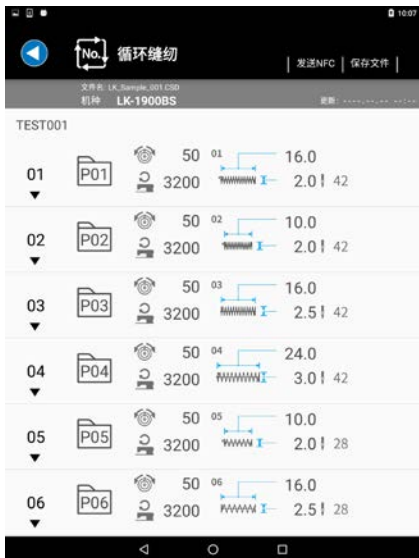 10:07
No. 循环缝纫
发送NFC 保存文件
文件名: LK_Sample_001.CSD
机种 LK-1900BS
更新: ----.--.-- --:--
TEST001
01 P01 50 01 16.0
3200 2.0 42
02 P02 50 02 10.0
3200 2.0 42
03 P03 50 03 16.0
3200 2.5 42
04 P04 50 04 24.0
3200 3.0 42
05 P05 50 05 10.0
3200 2.0 28
06 P06 50 06 16.0
3200 2.5 28